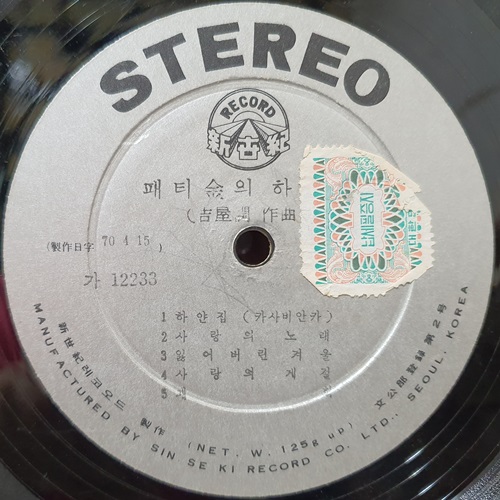 STEREO
RECORD
新世紀
패티金의 하
(吉屋潤 作曲
(製作日字 70 4 15)
가 12233
1 하얀집 (카사비안카)
2 사랑의 노래
3 잃어버린 겨울
4 사랑의 계절
5
新世紀레코오드 製作 (NET. W. 125g up) 文公部登錄第2号
MANUFACTURED BY SIN SE KI RECORD CO. LTD., SEOUL, KOREA